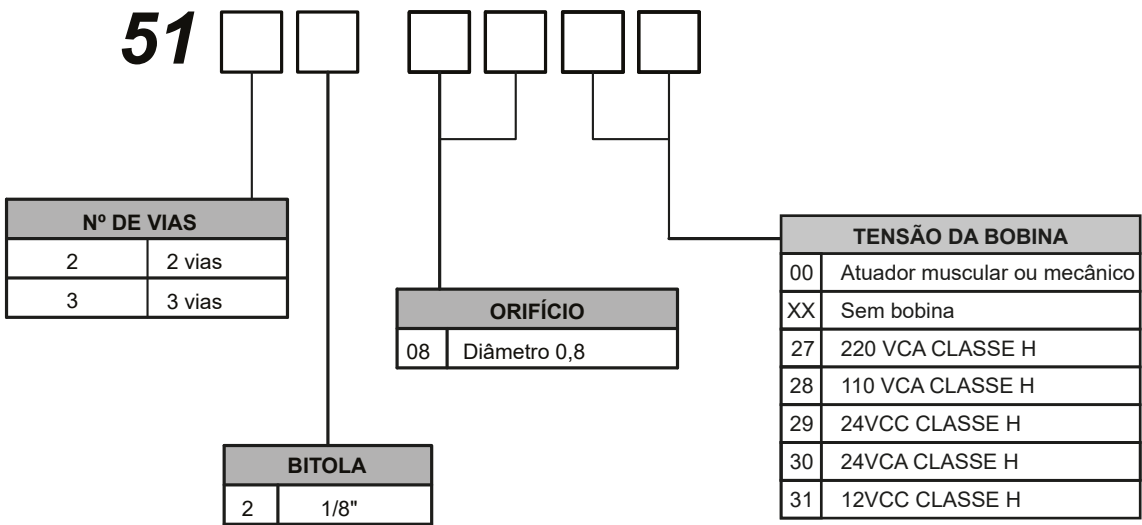 51
Nº DE VIAS
2 2 vias
3 3 vias
BITOLA
2 1/8"
ORIFÍCIO
08 Diâmetro 0,8
TENSÃO DA BOBINA
00 Atuador muscular ou mecânico
XX Sem bobina
27 220 VCA CLASSE H
28 110 VCA CLASSE H
29 24VCC CLASSE H
30 24VCA CLASSE H
31 12VCC CLASSE H